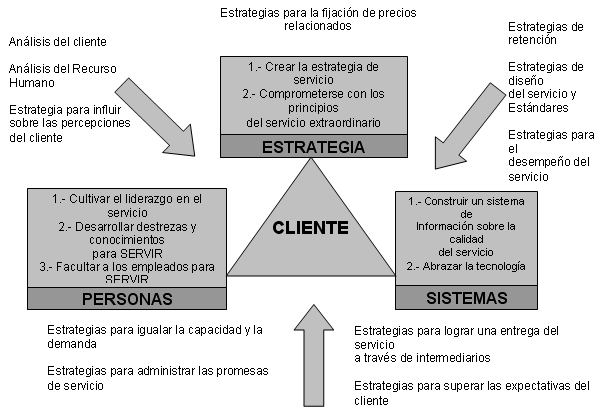 Estrategias para la fijación de precios
relacionados
Análisis del cliente
Análisis del Recurso
Humano
Estrategia para influir
sobre las percepciones
del cliente
Estrategias de
retención
Estrategias de
diseño
del servicio y
Estándares
Estrategias para
el
desempeño del
servicio
1.- Crear la estrategia de
servicio
2.- Comprometerse con los
principios
del servicio extraordinario
ESTRATEGIA
CLIENTE
1.- Cultivar el liderazgo en el
servicio
2.- Desarrollar destrezas y
conocimientos
para SERVIR
3.- Facultar a los empleados para
SERVIR
PERSONAS
1.- Construir un sistema
de
Información sobre la
calidad
del servicio
2.- Abrazar la tecnología
SISTEMAS
Estrategias para igualar la capacidad y la
demanda
Estrategias para administrar las promesas
de servicio
Estrategias para lograr una entrega del
servicio
a través de intermediarios
Estrategias para superar las expectativas del
cliente